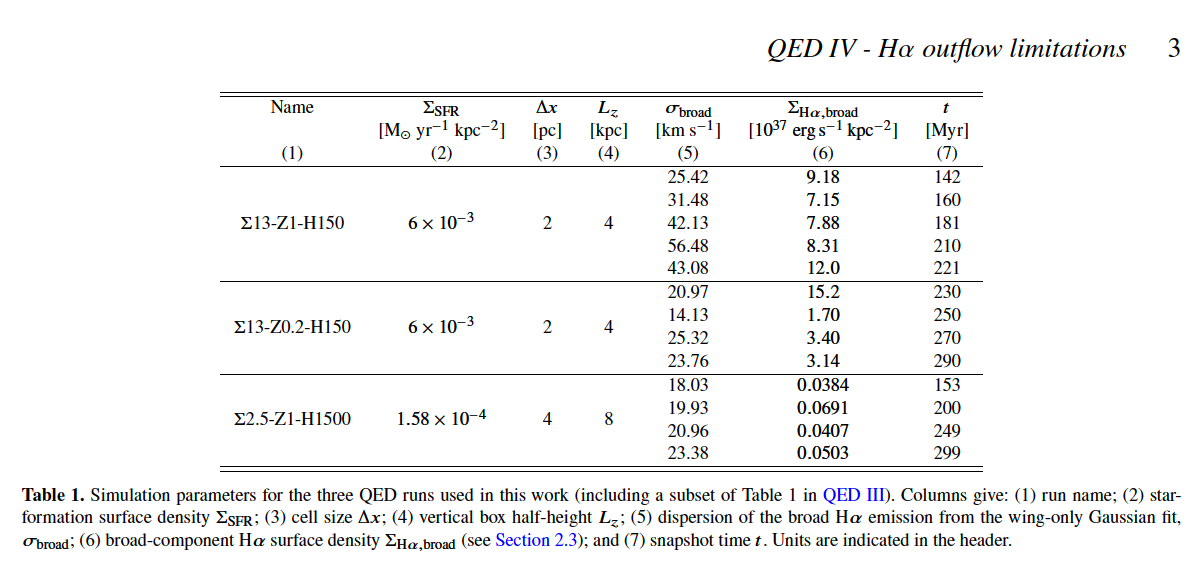 QED IV - Hα outflow limitations 3
Name Σ_SFR Δx L_z σ_broad Σ_Hα,broad t
[M⊙ yr⁻¹ kpc⁻²] [pc] [kpc] [km s⁻¹] [10³⁷ erg s⁻¹ kpc⁻²] [Myr]
(1) (2) (3) (4) (5) (6) (7)
25.42 9.18 142
31.48 7.15 160
Σ13-Z1-H150 6 × 10⁻³ 2 4 42.13 7.88 181
56.48 8.31 210
43.08 12.0 221
20.97 15.2 230
14.13 1.70 250
Σ13-Z0.2-H150 6 × 10⁻³ 2 4
25.32 3.40 270
23.76 3.14 290
18.03 0.0384 153
19.93 0.0691 200
Σ2.5-Z1-H1500 1.58 × 10⁻⁴ 4 8
20.96 0.0407 249
23.38 0.0503 299
Table 1. Simulation parameters for the three QED runs used in this work (including a subset of Table 1 in QED III). Columns give: (1) run name; (2) star-
formation surface density Σ_SFR; (3) cell size Δx; (4) vertical box half-height L_z; (5) dispersion of the broad Hα emission from the wing-only Gaussian fit,
σ_broad; (6) broad-component Hα surface density Σ_Hα,broad (see Section 2.3); and (7) snapshot time t. Units are indicated in the header.